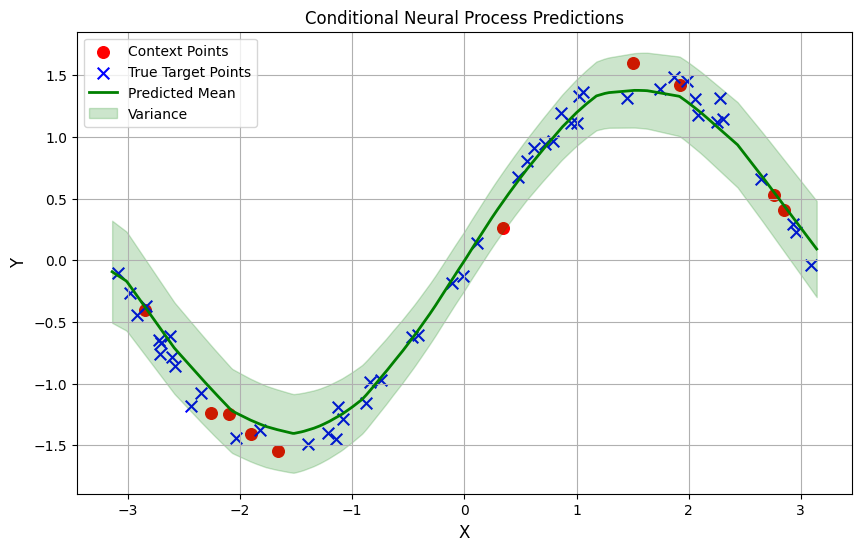 Conditional Neural Process Predictions
Context Points
True Target Points
Predicted Mean
Variance
1.5
1.0
0.5
0.0
−0.5
−1.0
−1.5
Y
−3 −2 −1 0 1 2 3
X